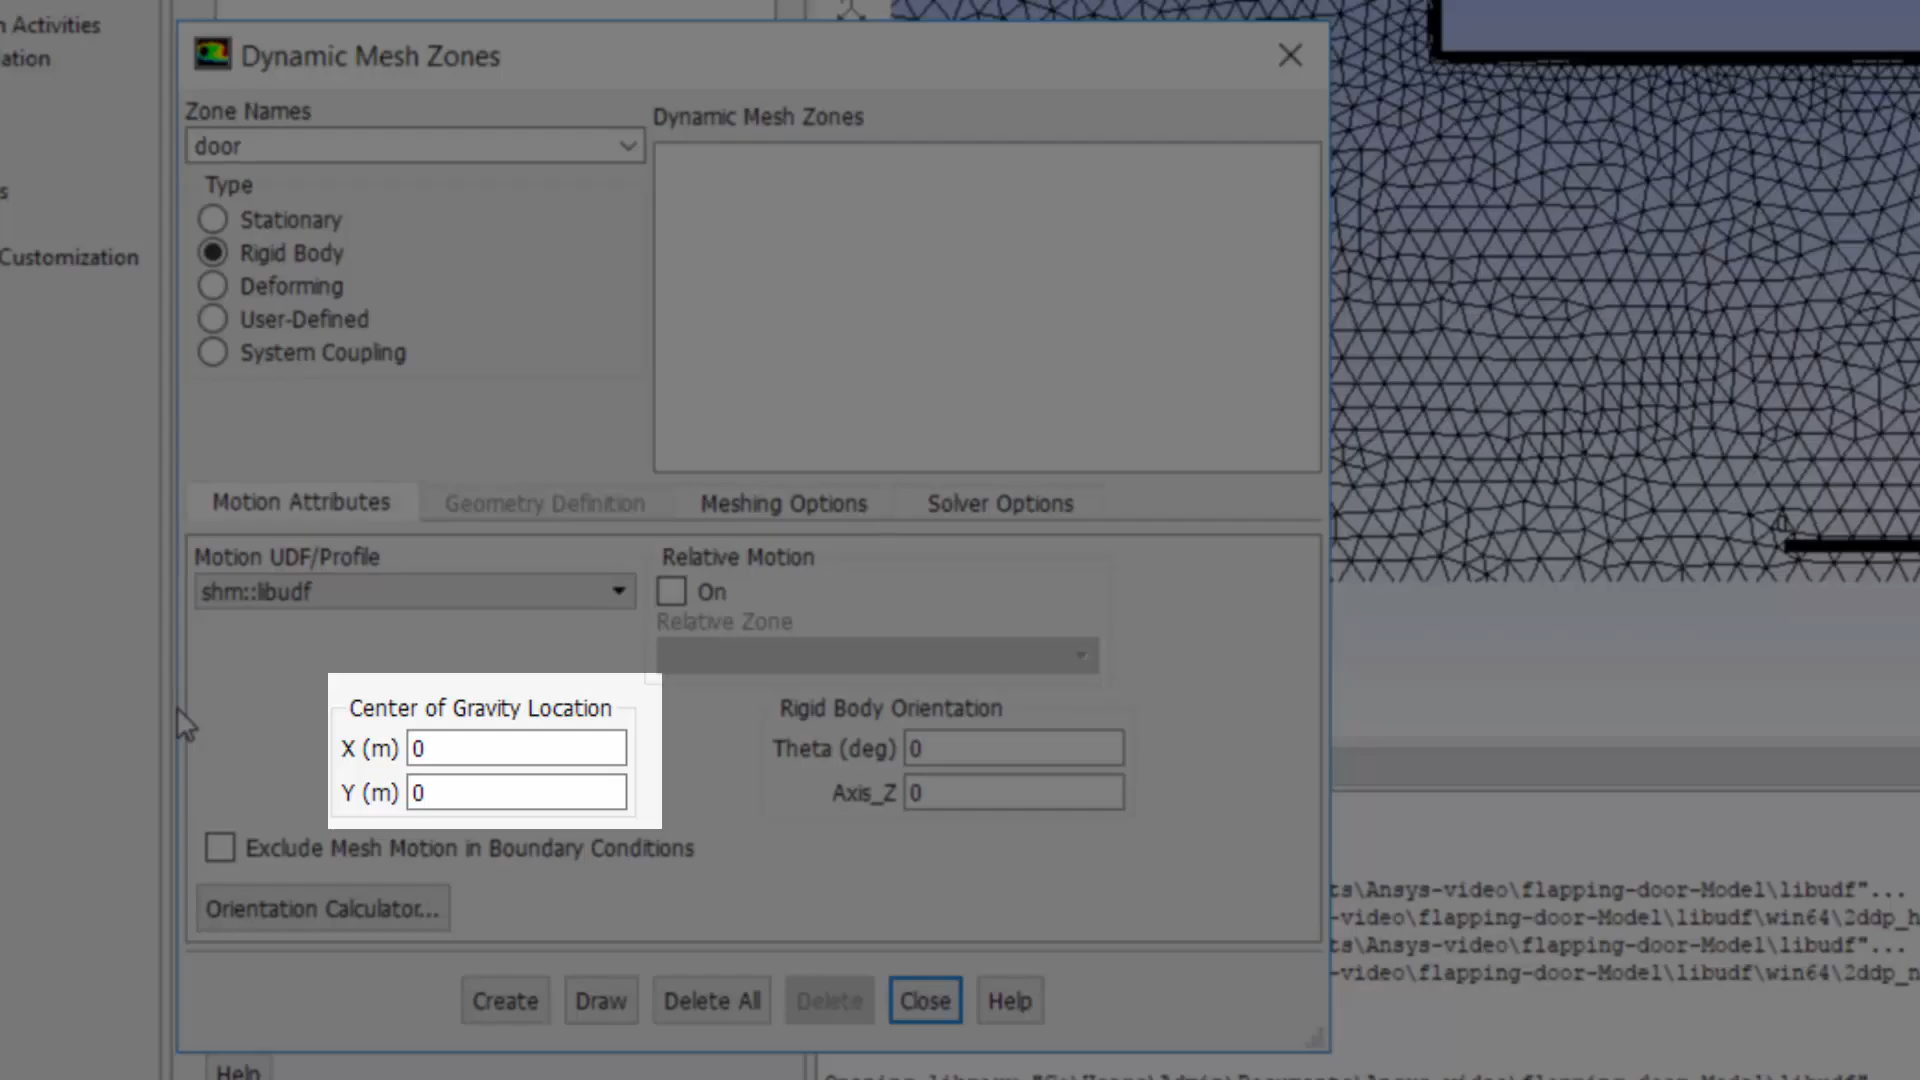 Activities
ation
s
Customization
Dynamic Mesh Zones
Zone Names
door
Dynamic Mesh Zones
Type
Stationary
Rigid Body
Deforming
User-Defined
System Coupling
Motion Attributes
Geometry Definition
Meshing Options
Solver Options
Motion UDF/Profile
shm::libudf
Relative Motion
On
Relative Zone
Center of Gravity Location
X (m) 0
Y (m) 0
Rigid Body Orientation
Theta (deg) 0
Axis_Z 0
Exclude Mesh Motion in Boundary Conditions
Orientation Calculator...
Create Draw Delete All Delete Close Help
Help
ts\Ansys-video\flapping-door-Model\libudf"...
-video\flapping-door-Model\libudf\win64\2ddp_h
ts\Ansys-video\flapping-door-Model\libudf"...
-video\flapping-door-Model\libudf\win64\2ddp_n